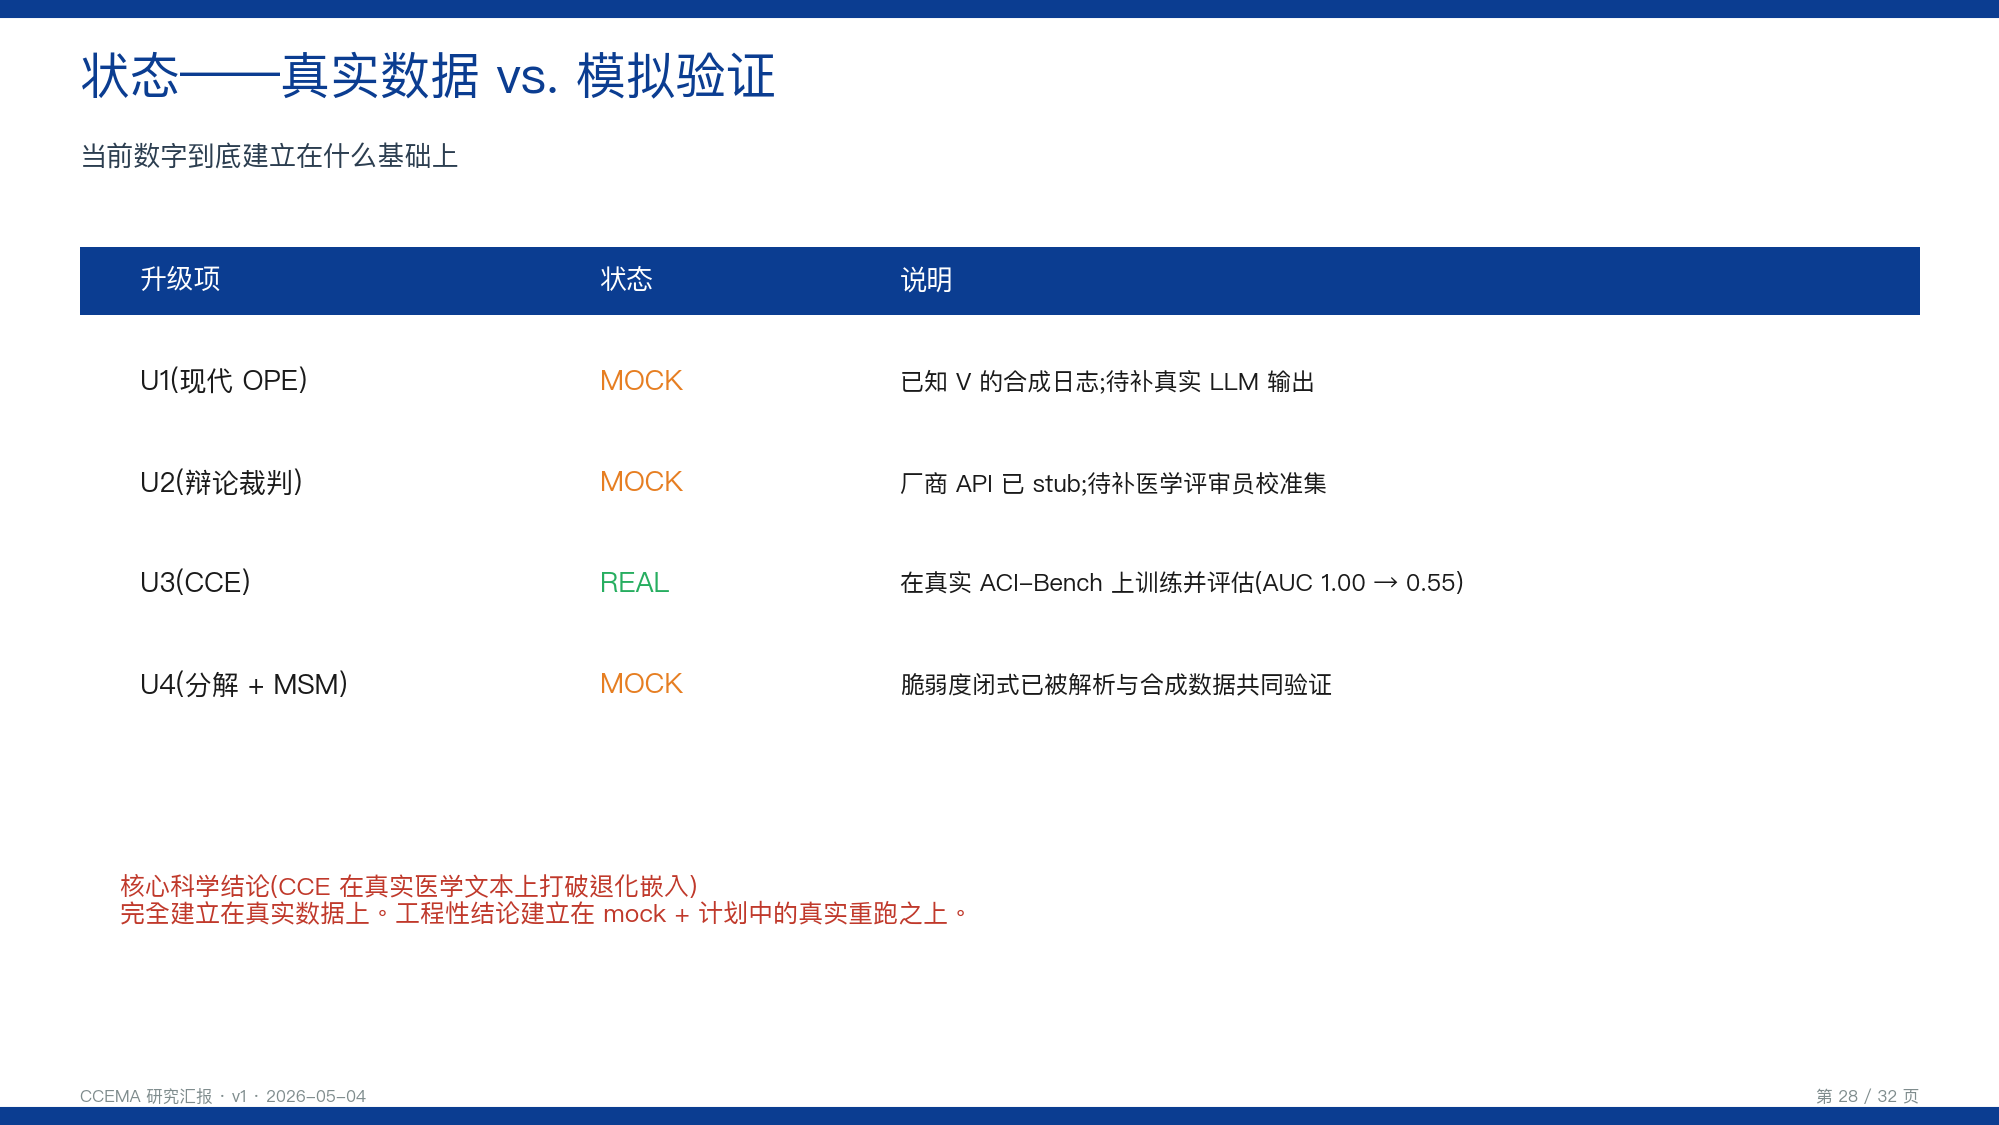 状态——真实数据 vs. 模拟验证
当前数字到底建立在什么基础上
升级项 状态 说明
U1(现代 OPE) MOCK 已知 V 的合成日志;待补真实 LLM 输出
U2(辩论裁判) MOCK 厂商 API 已 stub;待补医学评审员校准集
U3(CCE) REAL 在真实 ACI-Bench 上训练并评估(AUC 1.00 → 0.55)
U4(分解 + MSM) MOCK 脆弱度闭式已被解析与合成数据共同验证
核心科学结论(CCE 在真实医学文本上打破退化嵌入)
完全建立在真实数据上。工程性结论建立在 mock + 计划中的真实重跑之上。
CCEMA 研究汇报 · v1 · 2026-05-04 第 28 / 32 页